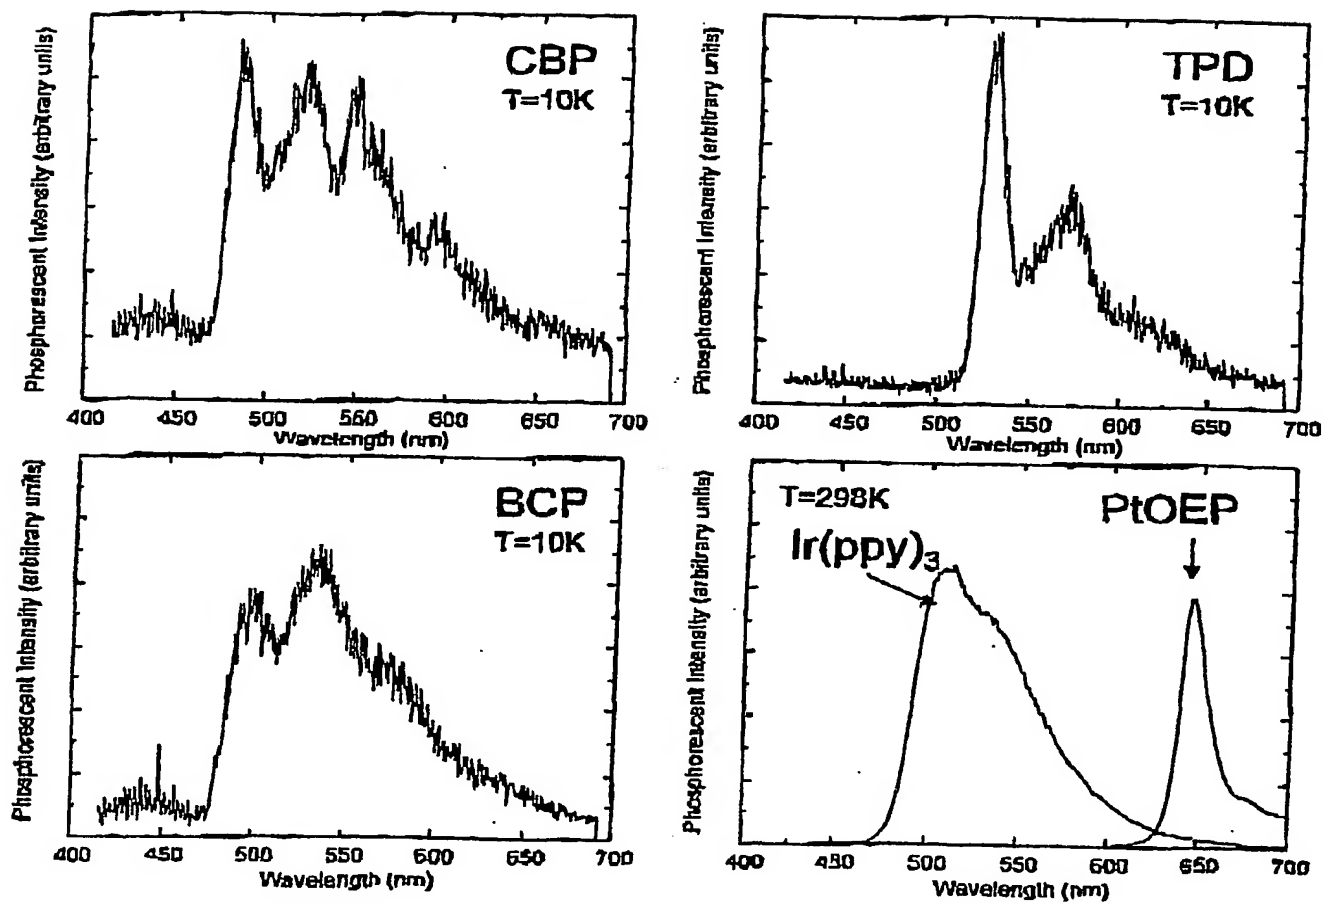 Phosphorescent Intensity (arbitrary units)
CBP
T=10K
400 450 500 550 600 650 700
Wavelength (nm)
Phosphorescent Intensity (arbitrary units)
TPD
T=10K
400 450 500 550 600 650 700
Wavelength (nm)
Phosphorescent Intensity (arbitrary units)
BCP
T=10K
400 450 500 550 600 650 700
Wavelength (nm)
Phosphorescent Intensity (arbitrary units)
T=298K
PtOEP
Ir(ppy)₃
400 450 500 550 600 650 700
Wavelength (nm)